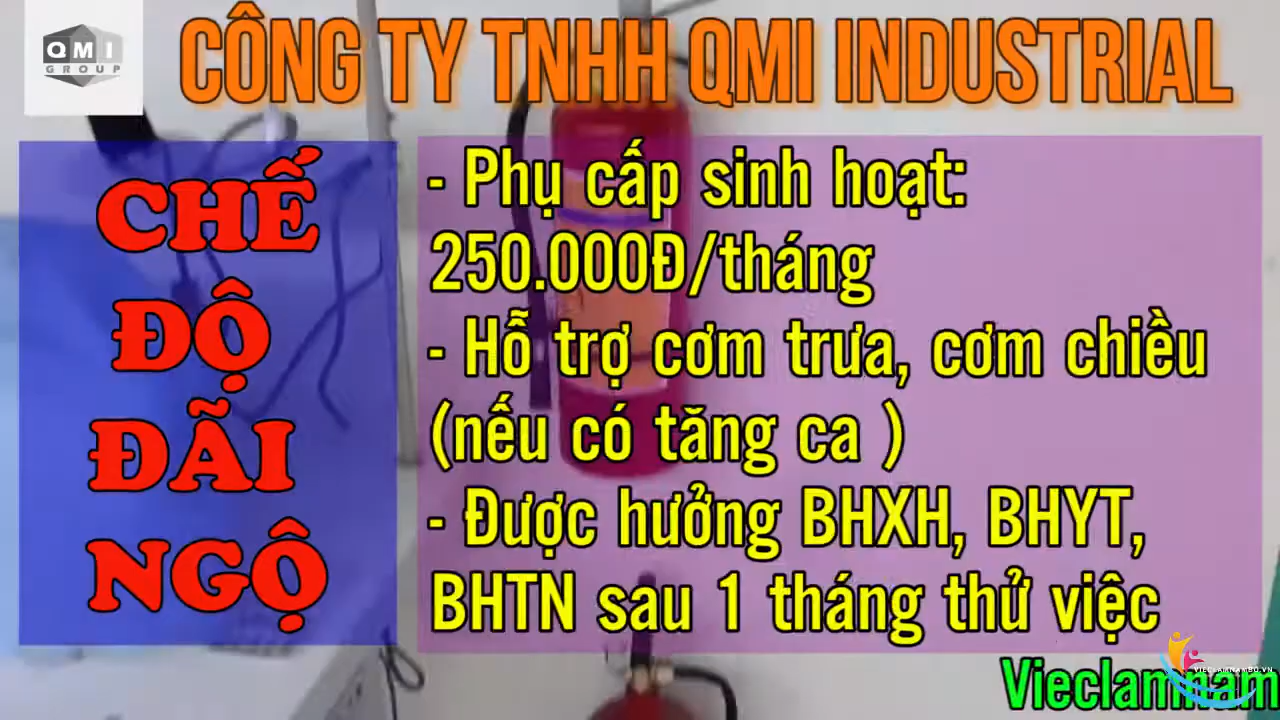 QMI
GROUP
CÔNG TY TNHH QMI INDUSTRIAL
CHẾ
ĐỘ
ĐÃI
NGỘ
- Phụ cấp sinh hoạt:
250.000Đ/tháng
- Hỗ trợ cơm trưa, cơm chiều
(nếu có tăng ca )
- Được hưởng BHXH, BHYT,
BHTN sau 1 tháng thử việc
Vieclamnam
VIECLAMNAMBO.VN